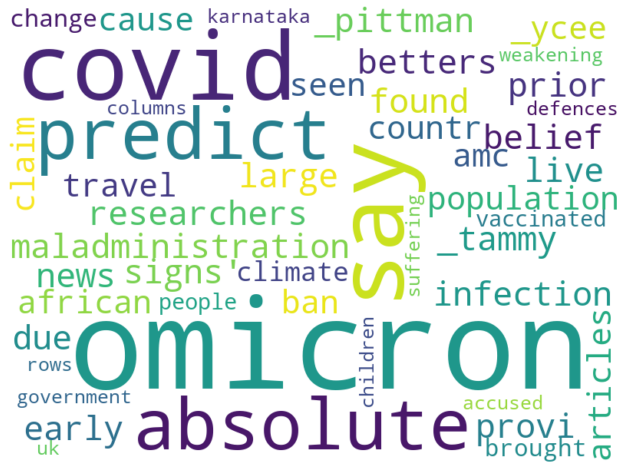 change cause karnataka _pittman _ycee
covid seen betters weakening prior
columns found defences
predict countr belief
claim travel large say amc live
researchers population
maladministration vaccinated
news signs' climate suffering _tammy
african people ban infection
due omicron children articles
rows
government absolute accused
early provi
uk brought